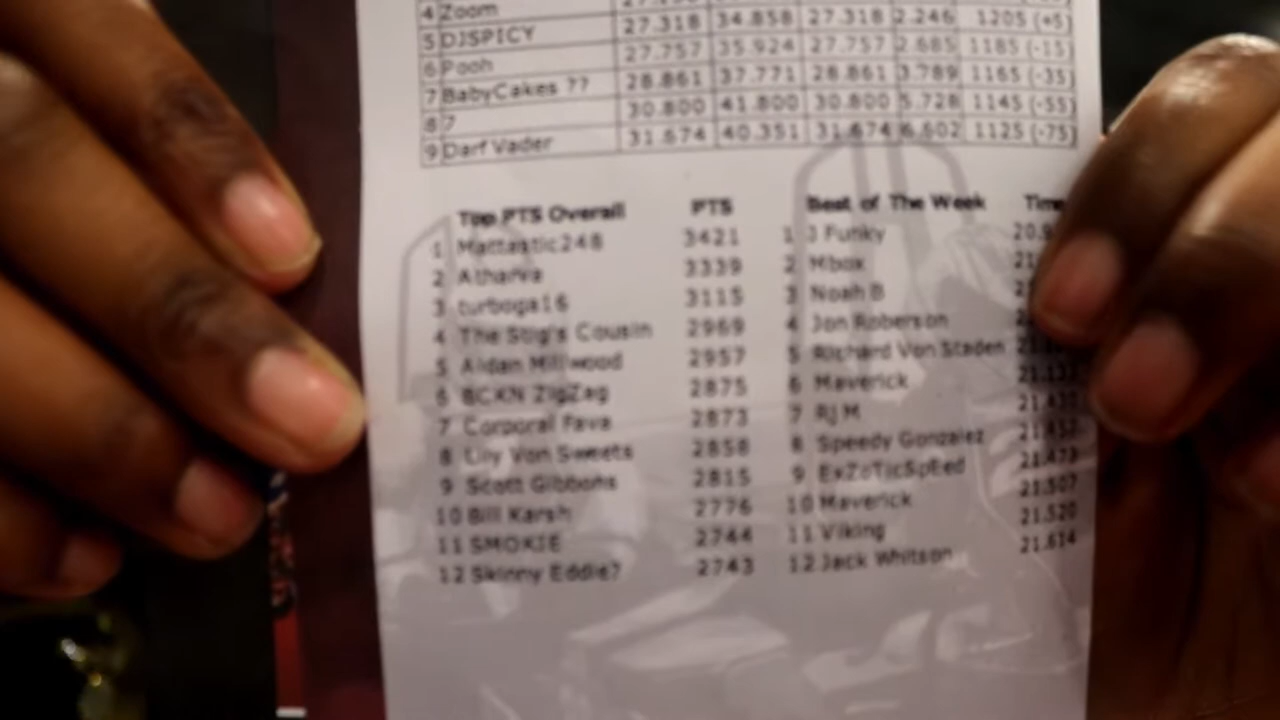 4 Zoom
5 DJSPICY 27.318 34.858 27.318 2.246 1205 (+5)
6 Pooh 27.757 35.924 27.757 2.685 1185 (-15)
7 BabyCakes ?? 28.861 37.771 28.861 3.789 1165 (-35)
8 7 30.800 41.800 30.800 5.728 1145 (-55)
9 Darf Vader 31.674 40.351 31.674 6.602 1125 (-75)
Top PTS Overall PTS Best of The Week
1 Mattastic248 3421 1 J Funky
2 Atharva 3339 2 Mbox
3 turboga16 3115 3 Noah B
4 The Stig's Cousin 2969 4 Jon Roberson
5 Aidan Millwood 2957 5 Richard Von Staden
6 BCKN ZigZag 2875 6 Maverick 21.132
7 Corporal Fava 2873 7 RJ M
8 Lily Von Sweets 2858 8 Speedy Gonzalez
9 Scott Gibbons 2815 9 ExZoTicSpEed 21.473
10 Bill Karsh 2776 10 Maverick 21.507
11 SMOKIE 2744 11 Viking 21.520
12 Skinny Eddie? 2743 12 Jack Whitson 21.614